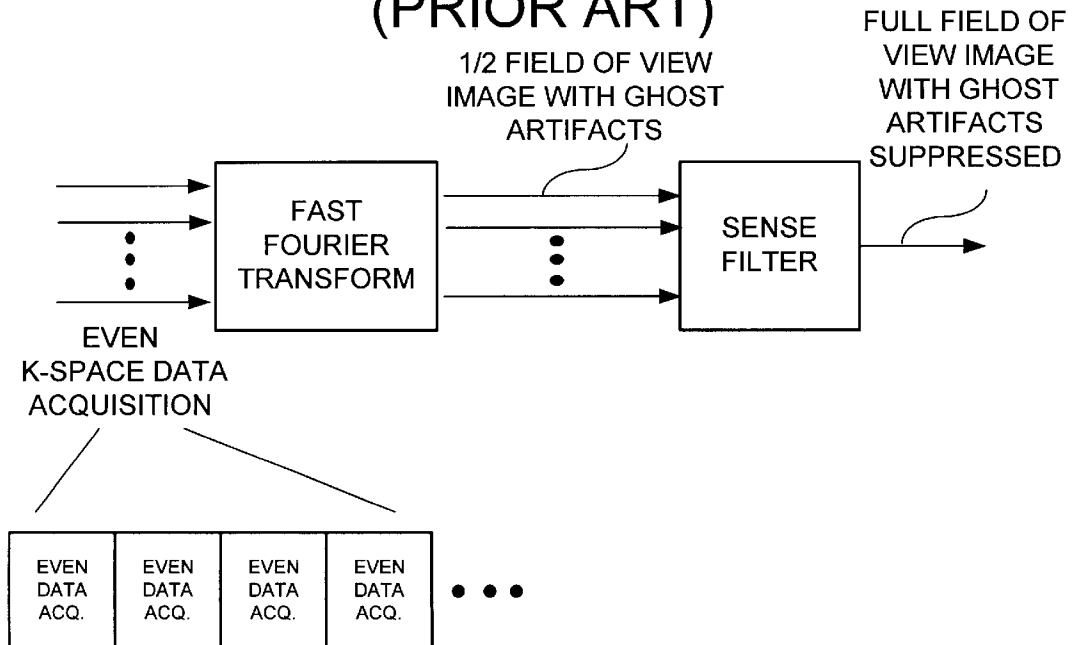 (PRIOR ART)
1/2 FIELD OF VIEW
IMAGE WITH GHOST
ARTIFACTS
FULL FIELD OF
VIEW IMAGE
WITH GHOST
ARTIFACTS
SUPPRESSED
FAST
FOURIER
TRANSFORM
SENSE
FILTER
EVEN
K-SPACE DATA
ACQUISITION
EVEN
DATA
ACQ.
EVEN
DATA
ACQ.
EVEN
DATA
ACQ.
EVEN
DATA
ACQ.